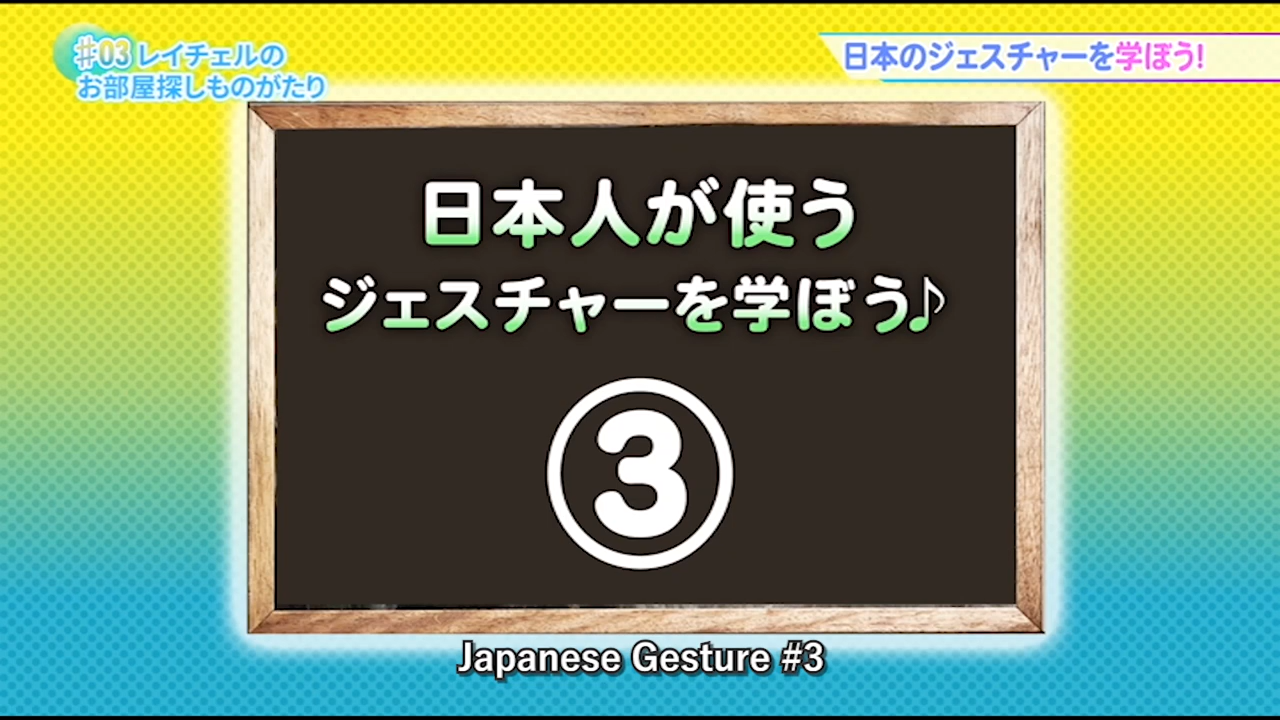 #03 レイチェルの
お部屋探しものがたり
日本のジェスチャーを学ぼう!
日本人が使う
ジェスチャーを学ぼう♪
③
Japanese Gesture #3